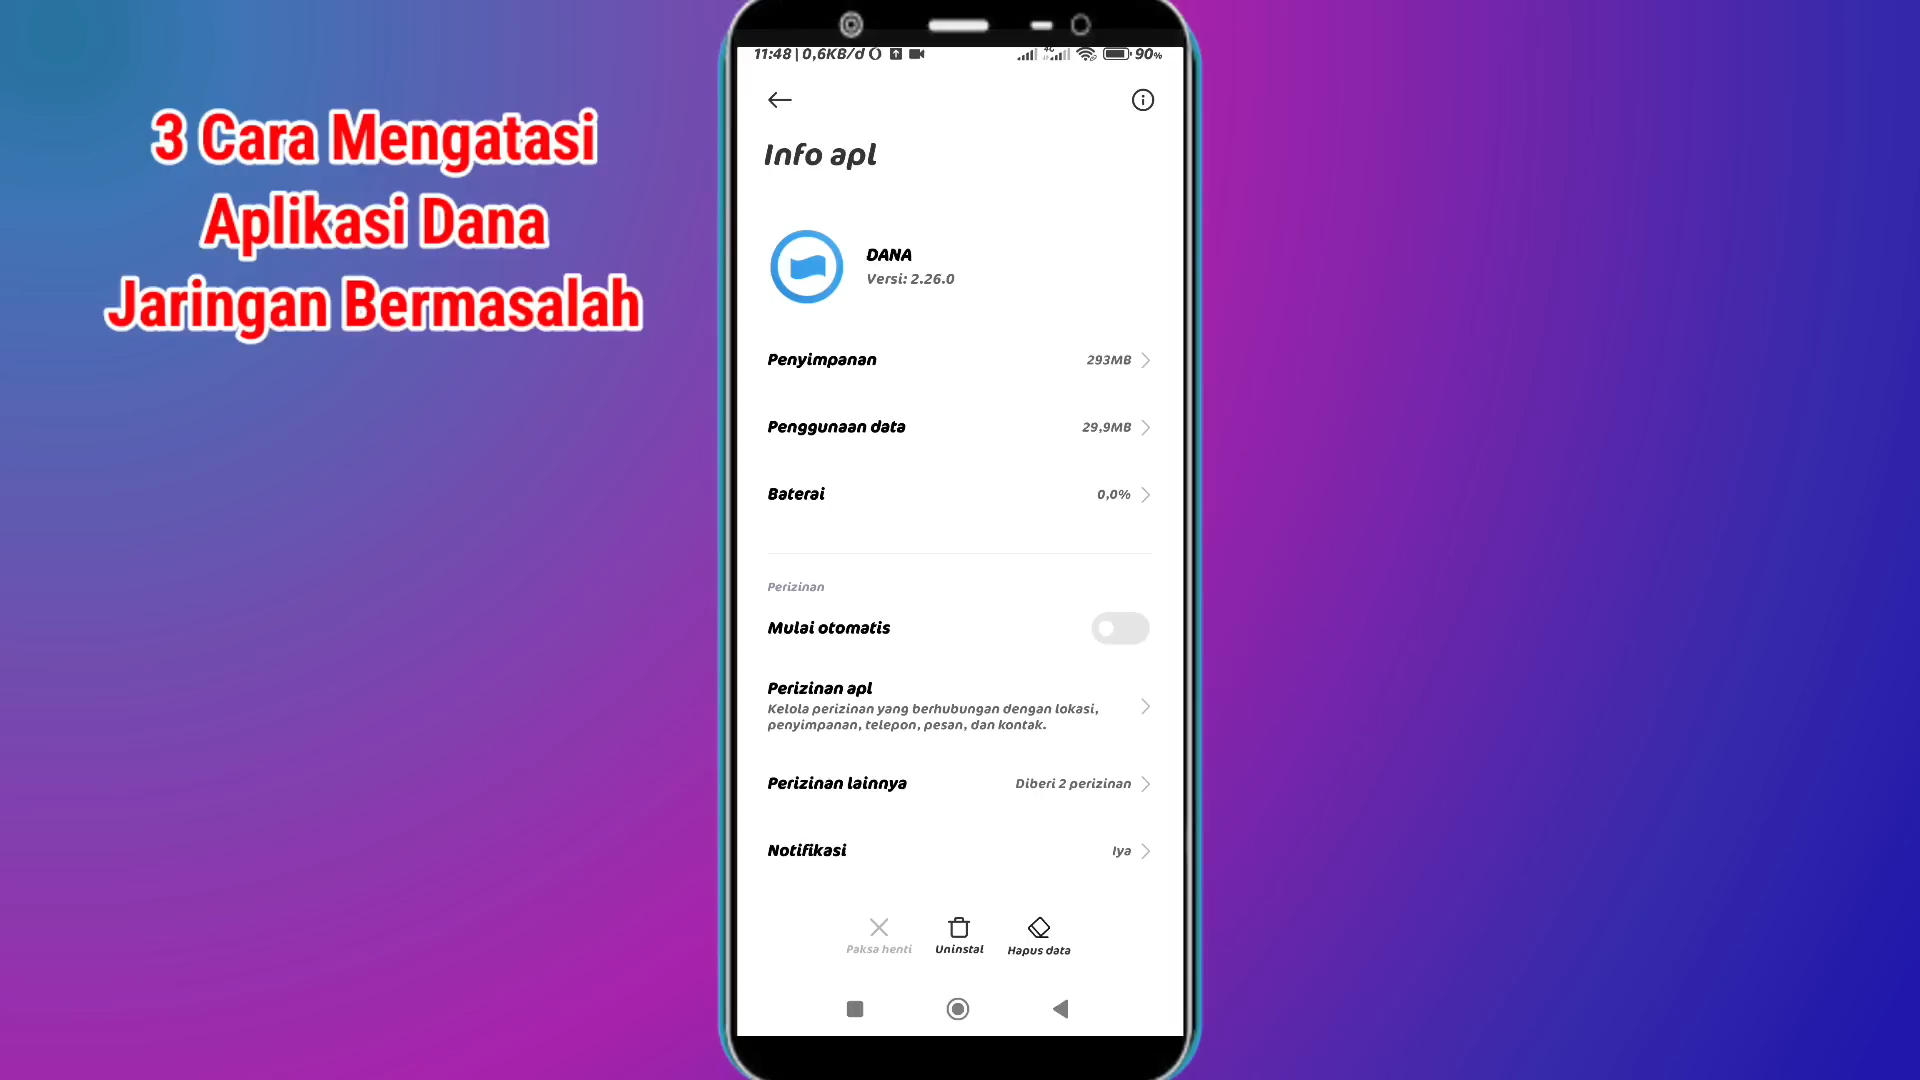 3 Cara Mengatasi
Aplikasi Dana
Jaringan Bermasalah
11:48 | 0,6KB/d
4G
90%
Info apl
DANA
Versi: 2.26.0
Penyimpanan 293MB
Penggunaan data 29,9MB
Baterai 0,0%
Perizinan
Mulai otomatis
Perizinan apl
Kelola perizinan yang berhubungan dengan lokasi,
penyimpanan, telepon, pesan, dan kontak.
Perizinan lainnya Diberi 2 perizinan
Notifikasi Iya
Paksa henti Uninstal Hapus data